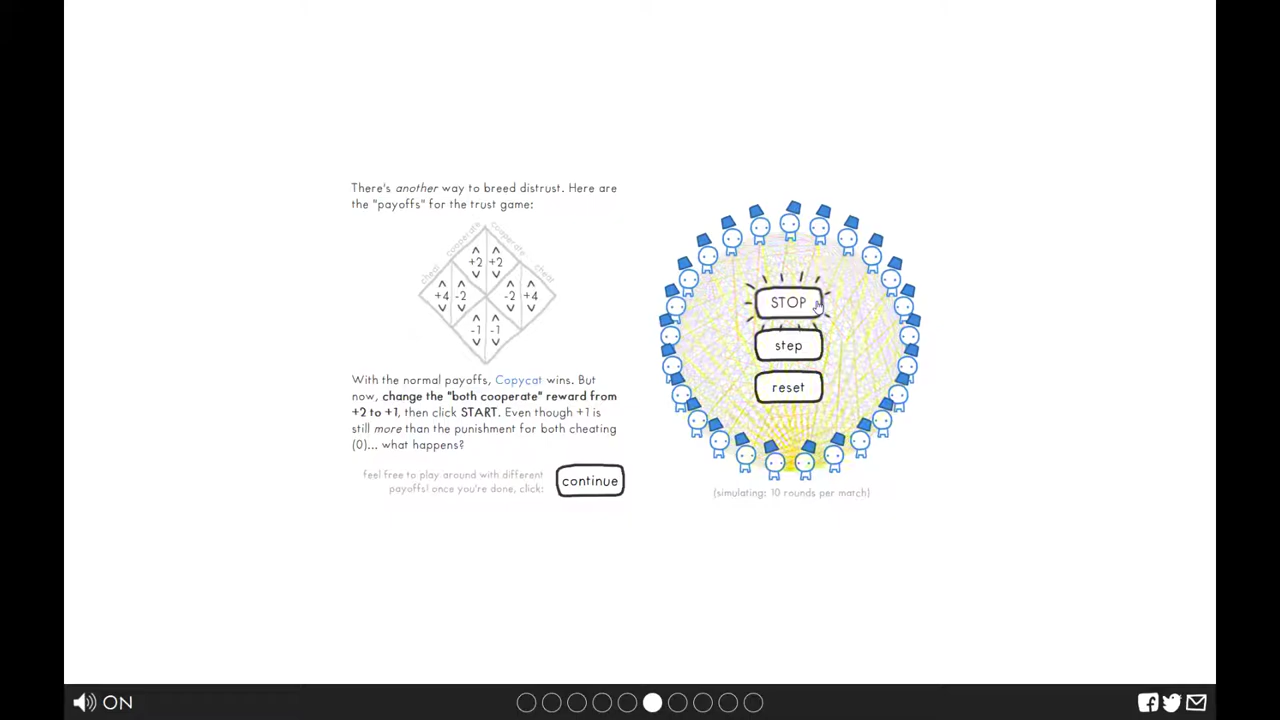 There's another way to breed distrust. Here are
the "payoffs" for the trust game:
cooperate cooperate
cheat cheat
+2 +2
+4 -2 -2 +4
-1 -1
With the normal payoffs, Copycat wins. But
now, change the "both cooperate" reward from
+2 to +1, then click START. Even though +1 is
still more than the punishment for both cheating
(0)... what happens?
feel free to play around with different
payoffs! once you're done, click:
continue
STOP
step
reset
(simulating: 10 rounds per match)
ON